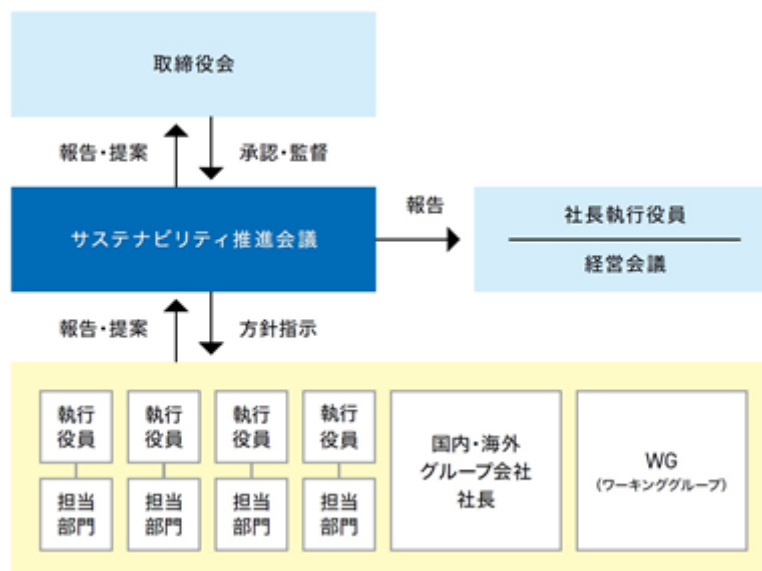 取締役会
報告・提案
承認・監督
サステナビリティ推進会議
報告
社長執行役員
経営会議
報告・提案
方針指示
執行
役員
執行
役員
執行
役員
執行
役員
担当
部門
担当
部門
担当
部門
担当
部門
国内・海外
グループ会社
社長
WG
(ワーキンググループ)